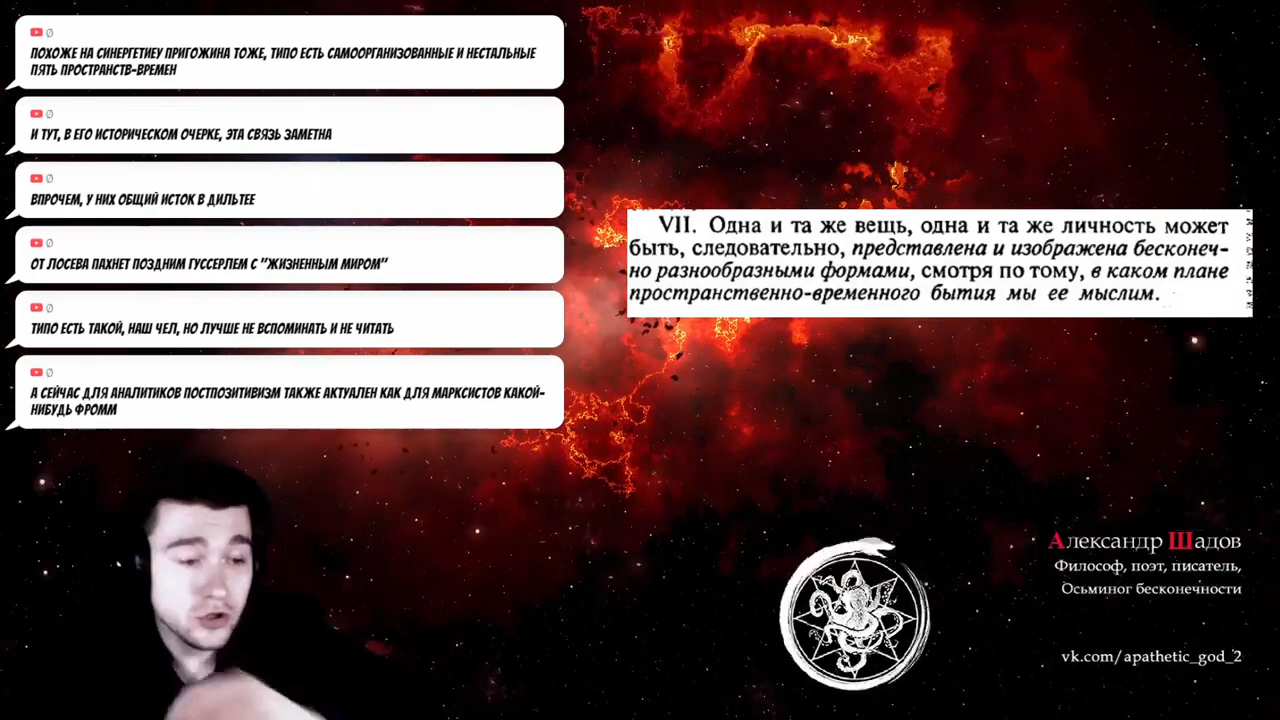 Ø
ПОХОЖЕ НА СИНЕРГЕТИЕУ ПРИГОЖИНА ТОЖЕ, ТИПО ЕСТЬ САМООРГАНИЗОВАННЫЕ И НЕСТАЛЬНЫЕ
ПЯТЬ ПРОСТРАНСТВ-ВРЕМЕН
Ø
И ТУТ, В ЕГО ИСТОРИЧЕСКОМ ОЧЕРКЕ, ЭТА СВЯЗЬ ЗАМЕТНА
Ø
ВПРОЧЕМ, У НИХ ОБЩИЙ ИСТОК В ДИЛЬТЕЕ
Ø
ОТ ЛОСЕВА ПАХНЕТ ПОЗДНИМ ГУССЕРЛЕМ С "ЖИЗНЕННЫМ МИРОМ"
Ø
ТИПО ЕСТЬ ТАКОЙ, НАШ ЧЕЛ, НО ЛУЧШЕ НЕ ВСПОМИНАТЬ И НЕ ЧИТАТЬ
Ø
А СЕЙЧАС ДЛЯ АНАЛИТИКОВ ПОСТПОЗИТИВИЗМ ТАКЖЕ АКТУАЛЕН КАК ДЛЯ МАРКСИСТОВ КАКОЙ-
НИБУДЬ ФРОММ
VII. Одна и та же вещь, одна и та же личность может
быть, следовательно, представлена и изображена бесконеч-
но разнообразными формами, смотря по тому, в каком плане
пространственно-временного бытия мы ее мыслим.
Александр Шадов
Философ, поэт, писатель,
Осьминог бесконечности
vk.com/apathetic_god_2